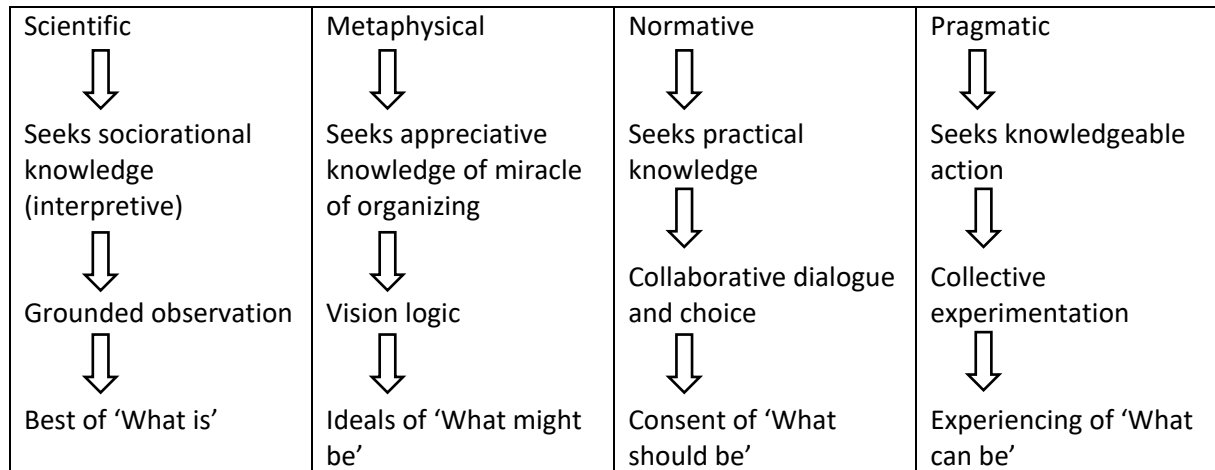 Scientific
Seeks sociorational
knowledge
(interpretive)
Grounded observation
Best of ‘What is’
Metaphysical
Seeks appreciative
knowledge of miracle
of organizing
Vision logic
Ideals of ‘What might
be’
Normative
Seeks practical
knowledge
Collaborative dialogue
and choice
Consent of ‘What
should be’
Pragmatic
Seeks knowledgeable
action
Collective
experimentation
Experiencing of ‘What
can be’